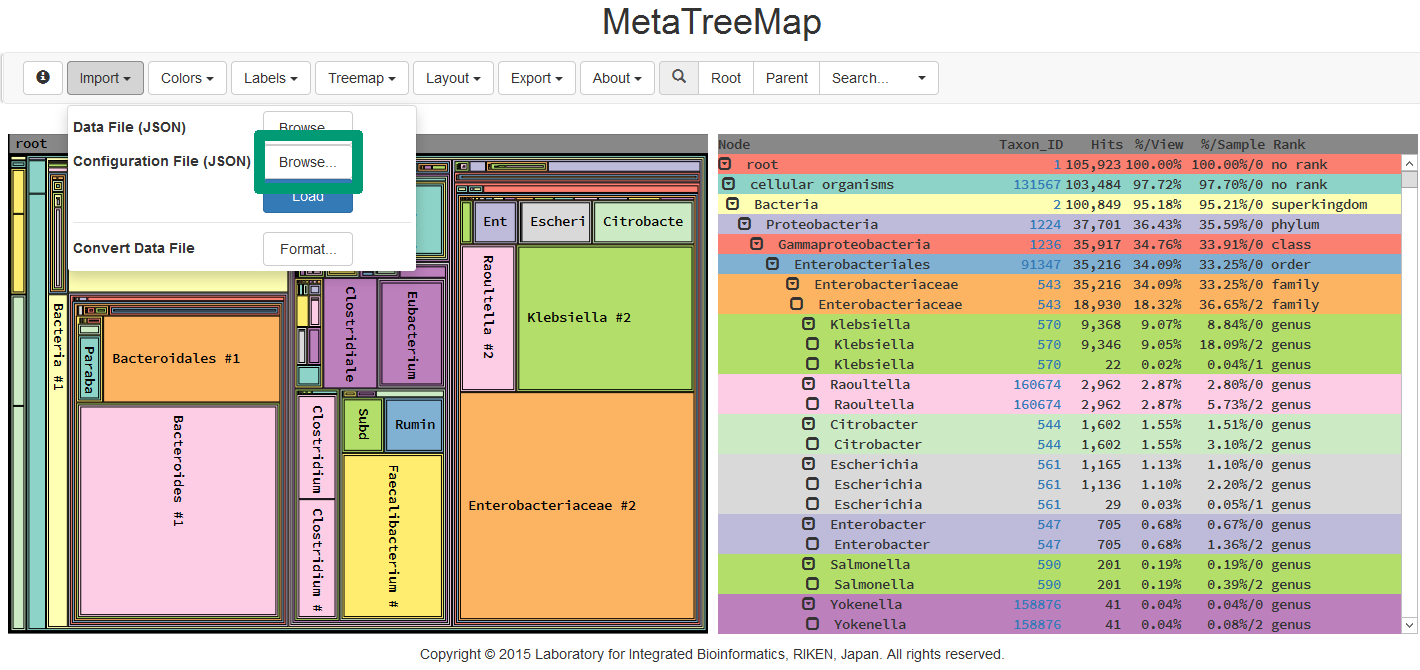 MetaTreeMap
Import Colors Labels Treemap Layout Export About Root Parent Search...
Data File (JSON) Browse...
Configuration File (JSON) Browse...
Load
Convert Data File Format...
root
Bacteria #1
Paraba
Bacteroidales #1
Bacteroides #1
Clostridiale
Eubacterium
Clostridium
Clostridium #
Subd
Rumin
Faecalibacterium #
Ent
Escheri
Citrobacte
Raoultella #2
Klebsiella #2
Enterobacteriaceae #2
Node Taxon_ID Hits %/View %/Sample Rank
root 1 105,923 100.00% 100.00%/0 no rank
cellular organisms 131567 103,484 97.72% 97.70%/0 no rank
Bacteria 2 100,849 95.18% 95.21%/0 superkingdom
Proteobacteria 1224 37,701 36.43% 35.59%/0 phylum
Gammaproteobacteria 1236 35,917 34.76% 33.91%/0 class
Enterobacteriales 91347 35,216 34.09% 33.25%/0 order
Enterobacteriaceae 543 35,216 34.09% 33.25%/0 family
Enterobacteriaceae 543 18,930 18.32% 36.65%/2 family
Klebsiella 570 9,368 9.07% 8.84%/0 genus
Klebsiella 570 9,346 9.05% 18.09%/2 genus
Klebsiella 570 22 0.02% 0.04%/1 genus
Raoultella 160674 2,962 2.87% 2.80%/0 genus
Raoultella 160674 2,962 2.87% 5.73%/2 genus
Citrobacter 544 1,602 1.55% 1.51%/0 genus
Citrobacter 544 1,602 1.55% 3.10%/2 genus
Escherichia 561 1,165 1.13% 1.10%/0 genus
Escherichia 561 1,136 1.10% 2.20%/2 genus
Escherichia 561 29 0.03% 0.05%/1 genus
Enterobacter 547 705 0.68% 0.67%/0 genus
Enterobacter 547 705 0.68% 1.36%/2 genus
Salmonella 590 201 0.19% 0.19%/0 genus
Salmonella 590 201 0.19% 0.39%/2 genus
Yokenella 158876 41 0.04% 0.04%/0 genus
Yokenella 158876 41 0.04% 0.08%/2 genus
Copyright © 2015 Laboratory for Integrated Bioinformatics, RIKEN, Japan. All rights reserved.